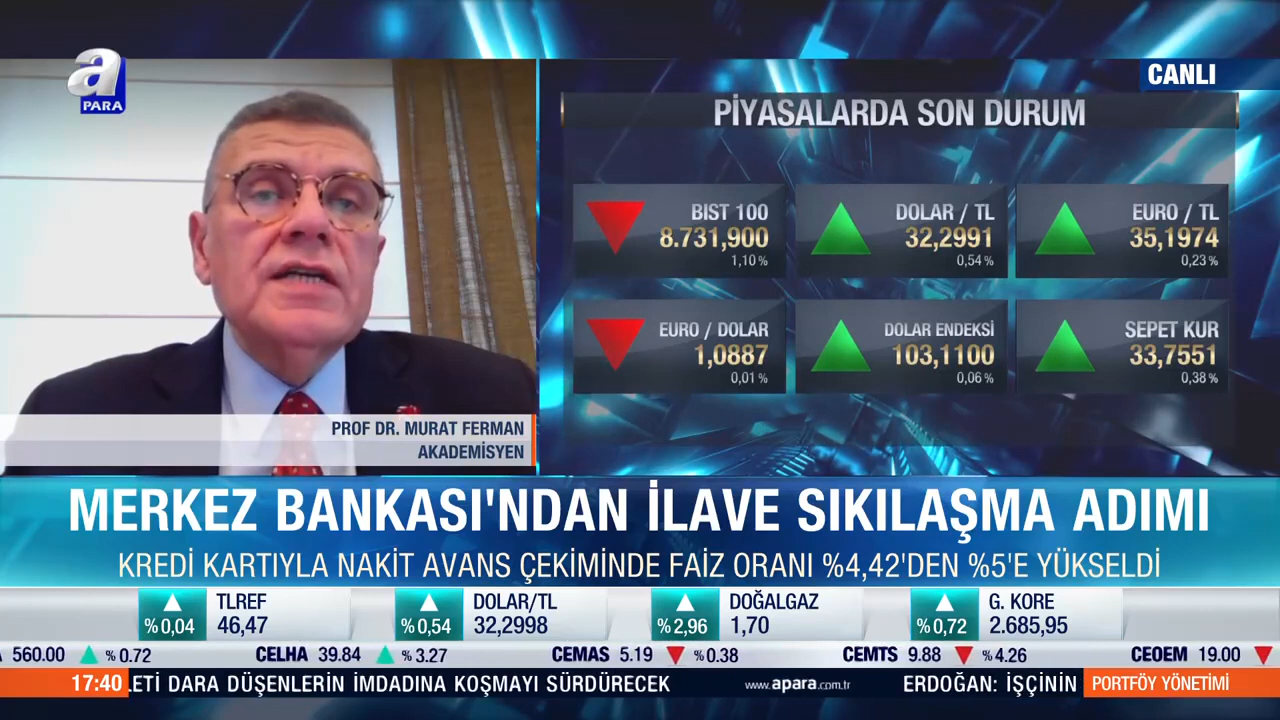 a
PARA
CANLI
PİYASALARDA SON DURUM
BIST 100
8.731,900
1,10 %
DOLAR / TL
32,2991
0,54 %
EURO / TL
35,1974
0,23 %
EURO / DOLAR
1,0887
0,01 %
DOLAR ENDEKSİ
103,1100
0,06 %
SEPET KUR
33,7551
0,38 %
PROF DR. MURAT FERMAN
AKADEMİSYEN
MERKEZ BANKASI'NDAN İLAVE SIKILAŞMA ADIMI
KREDİ KARTIYLA NAKİT AVANS ÇEKİMİNDE FAİZ ORANI %4,42'DEN %5'E YÜKSELDİ
% 0,04 TLREF 46,47
% 0,54 DOLAR/TL 32,2998
% 2,96 DOĞALGAZ 1,70
% 0,72 G. KORE 2.685,95
560.00 % 0.72 CELHA 39.84 % 3.27 CEMAS 5.19 % 0.38 CEMTS 9.88 % 4.26 CEOEM 19.00
17:40 LETİ DARA DÜŞENLERİN İMDADINA KOŞMAYI SÜRDÜRECEK www.apara.com.tr ERDOĞAN: İŞÇİNİN PORTFÖY YÖNETİMİ